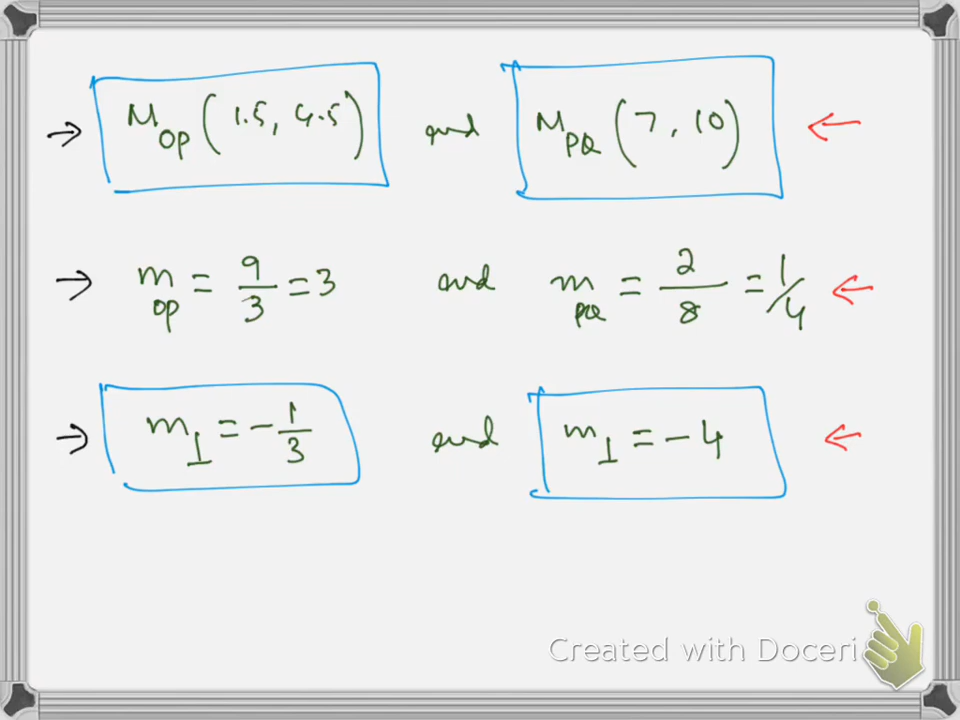 → M_OP (1.5, 4.5) and M_PQ (7, 10) ←
→ m_OP = 9/3 = 3 and m_PQ = 2/8 = 1/4 ←
→ m_⊥ = -1/3 and m_⊥ = -4 ←
Created with Doceri